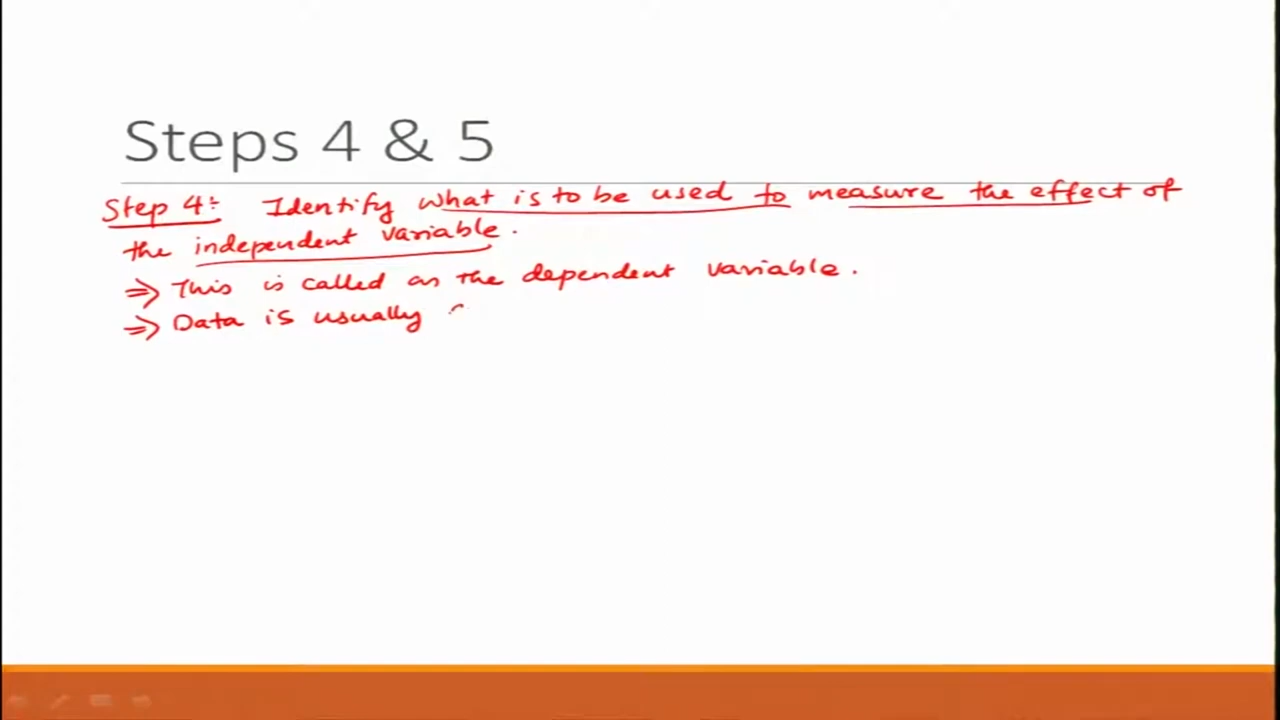 Steps 4 & 5
Step 4: Identify what is to be used to measure the effect of
the independent variable.
⇒ This is called as the dependent variable.
⇒ Data is usually